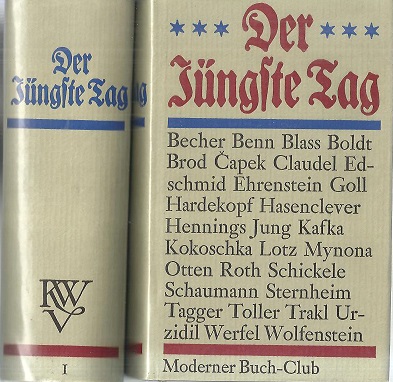 Der
Jüngste Tag
RWV
I
ag
*** Der ***
Jüngste Tag
Becher Benn Blass Boldt
Brod Čapek Claudel Ed-
schmid Ehrenstein Goll
Hardekopf Hasenclever
Hennings Jung Kafka
Kokoschka Lotz Mynona
Otten Roth Schickele
Schaumann Sternheim
Tagger Toller Trakl Ur-
zidil Werfel Wolfenstein
Moderner Buch-Club